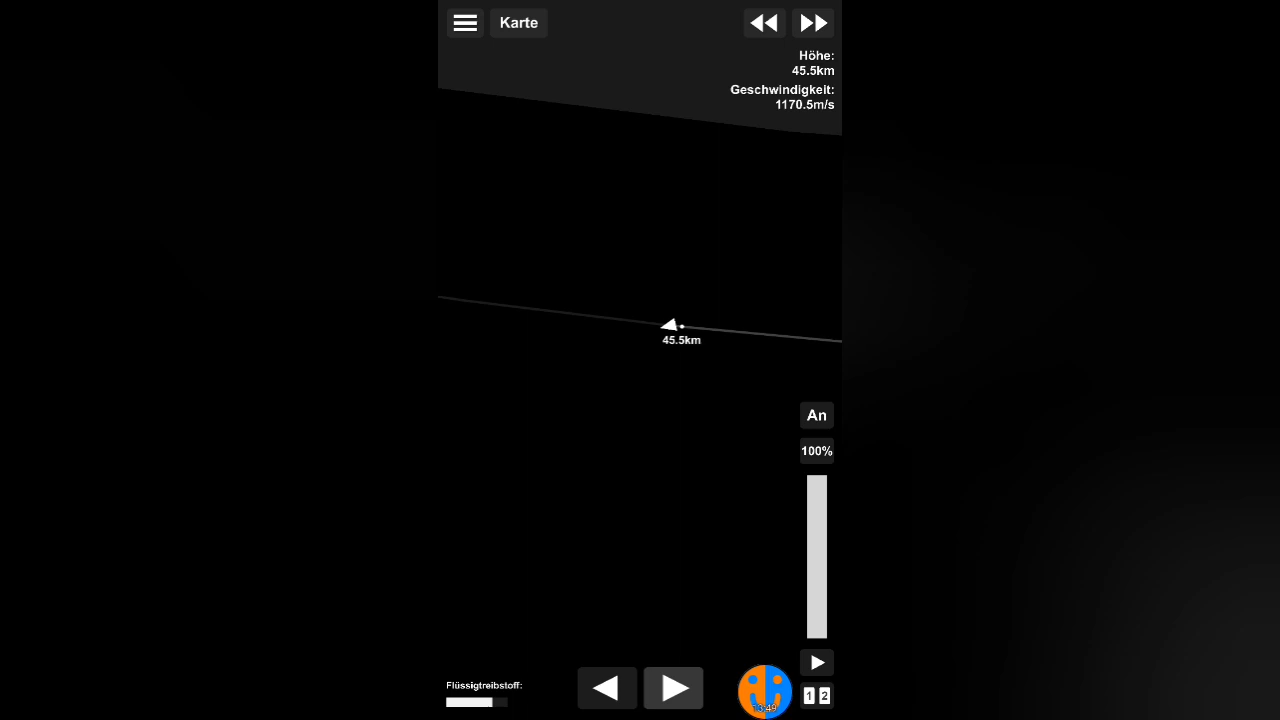 Karte
Höhe:
45.5km
Geschwindigkeit:
1170.5m/s
45.5km
An
100%
Flüssigtreibstoff:
1 2